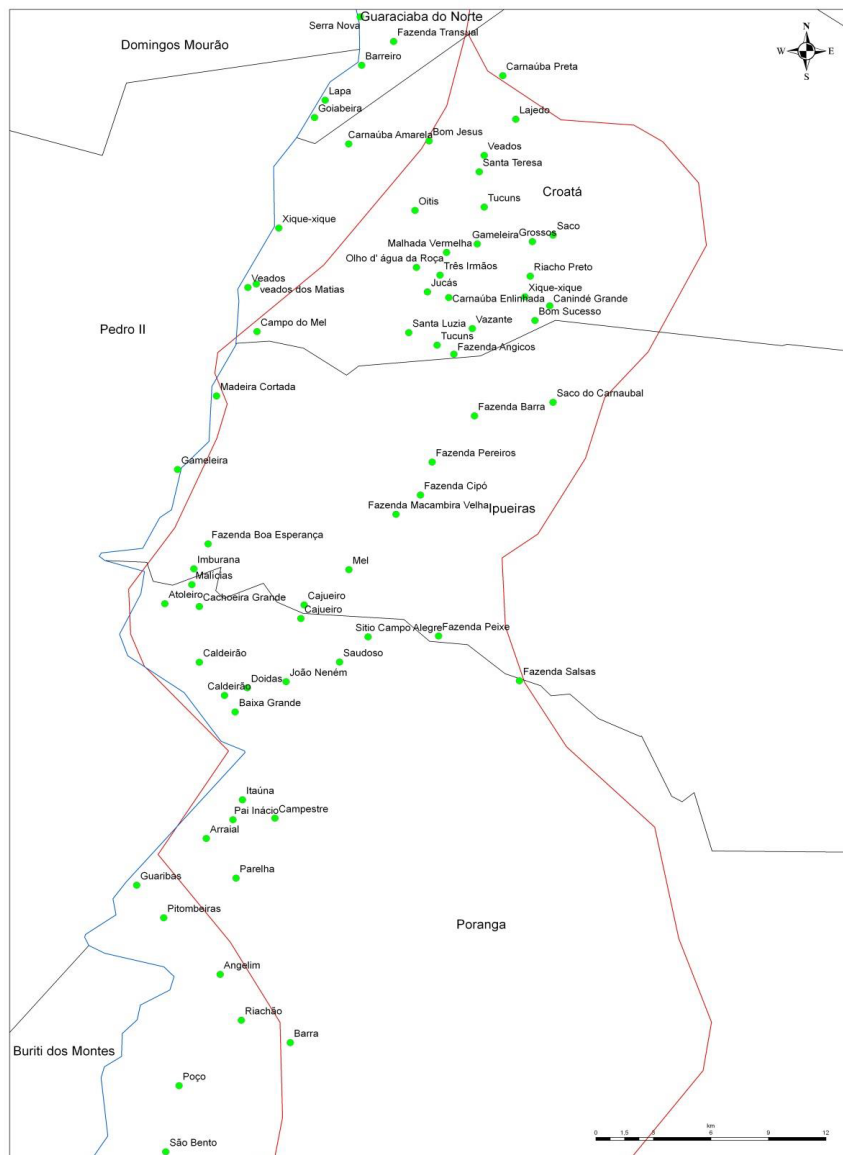 Guaraciaba do Norte
Serra Nova
Fazenda Transual
Domingos Mourão
N
W E
S
Barreiro
Carnaúba Preta
Lapa
Goiabeira
Lajedo
Carnaúba Amarela
Bom Jesus
Veados
Santa Teresa
Croatá
Tucuns
Oitis
Xique-xique
Saco
Grossos
Gameleira
Malhada Vermelha
Olho d' água da Roça
Três Irmãos
Riacho Preto
Veados
veados dos Matias
Jucás
Carnaúba Enlinhada
Xique-xique
Canindé Grande
Bom Sucesso
Pedro II
Campo do Mel
Santa Luzia
Vazante
Tucuns
Fazenda Angicos
Madeira Cortada
Saco do Carnaubal
Fazenda Barra
Gameleira
Fazenda Pereiros
Fazenda Cipó
Fazenda Macambira Velha
Ipueiras
Fazenda Boa Esperança
Imburana
Mel
Malícias
Atoleiro
Cachoeira Grande
Cajueiro
Cajueiro
Sitio Campo Alegre
Fazenda Peixe
Caldeirão
Saudoso
Fazenda Salsas
João Neném
Doidas
Caldeirão
Baixa Grande
Itaúna
Pai Inácio
Campestre
Arraial
Parelha
Guaribas
Pitombeiras
Poranga
Angelim
Riachão
Barra
Buriti dos Montes
Poço
São Bento
km
0 1,5 3 6 9 12